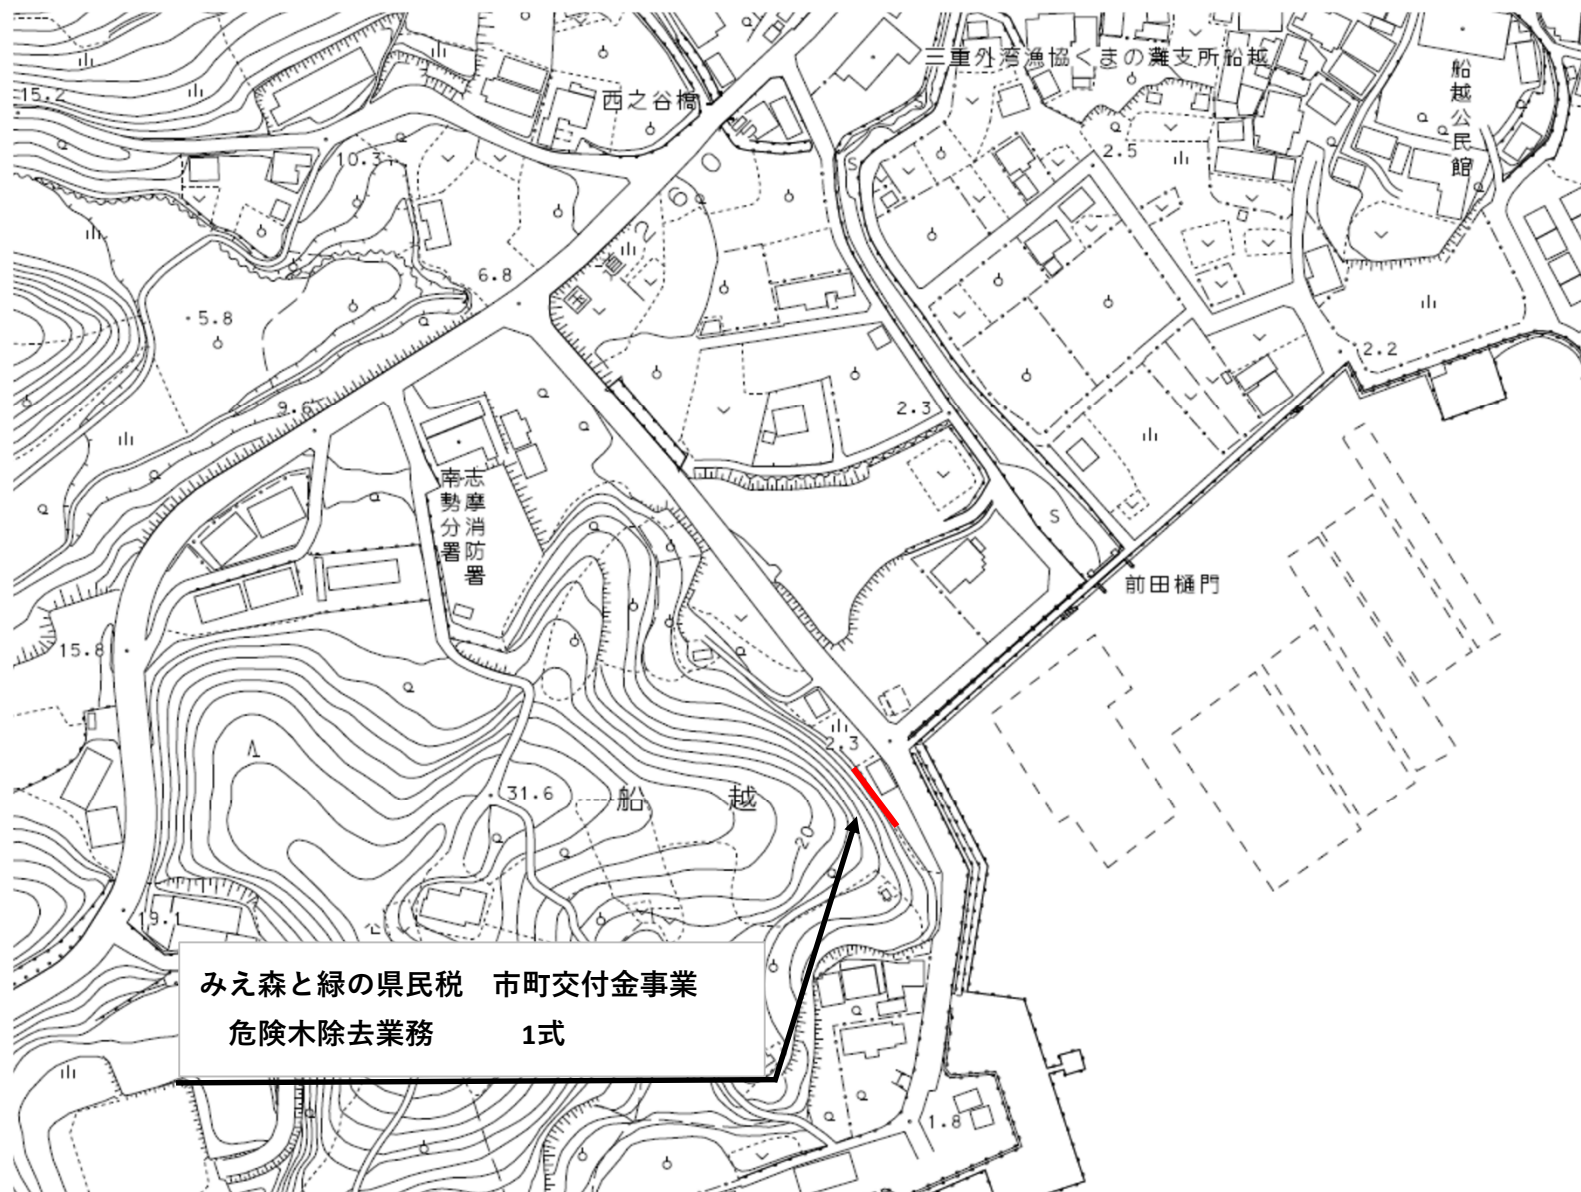 三重外湾漁協くまの灘支所船越
船越公民館
15.2
西之谷橋
10.3
2.5
S
260
6.8
5.8
2.2
9.6
2.3
志摩消防署
南勢分署
S
前田樋門
15.8
2.3
31.6
船越
20
19.1
みえ森と緑の県民税 市町交付金事業
危険木除去業務 1式
1.8